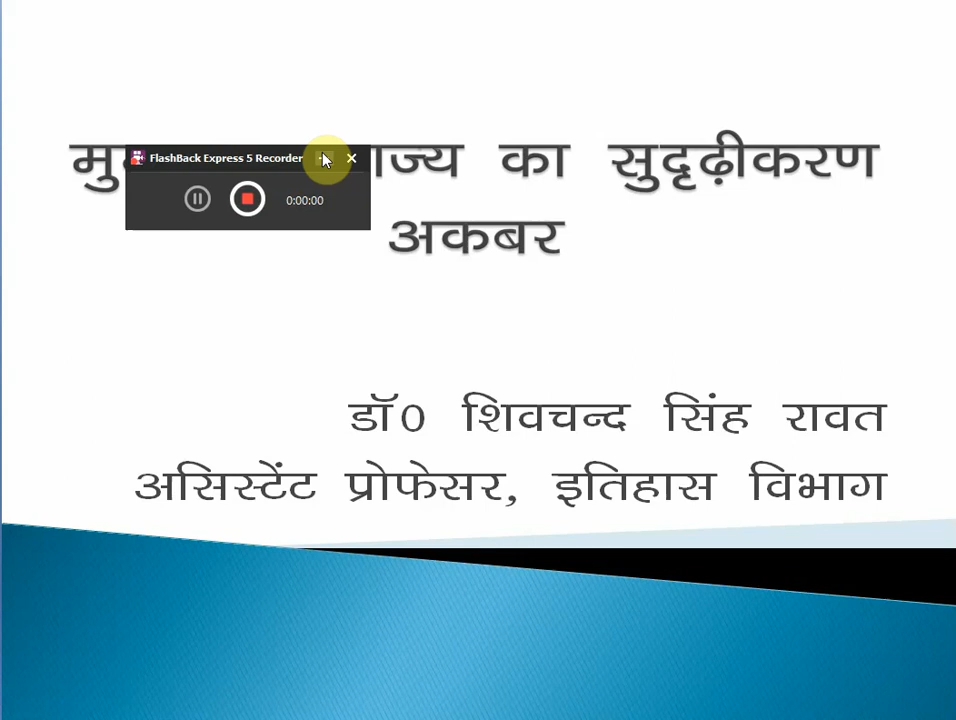 राज्य का सुदृढ़ीकरण
FlashBack Express 5 Recorder
0:00:00
अकबर
डॉ0 शिवचन्द सिंह रावत
असिस्टेंट प्रोफेसर, इतिहास विभाग